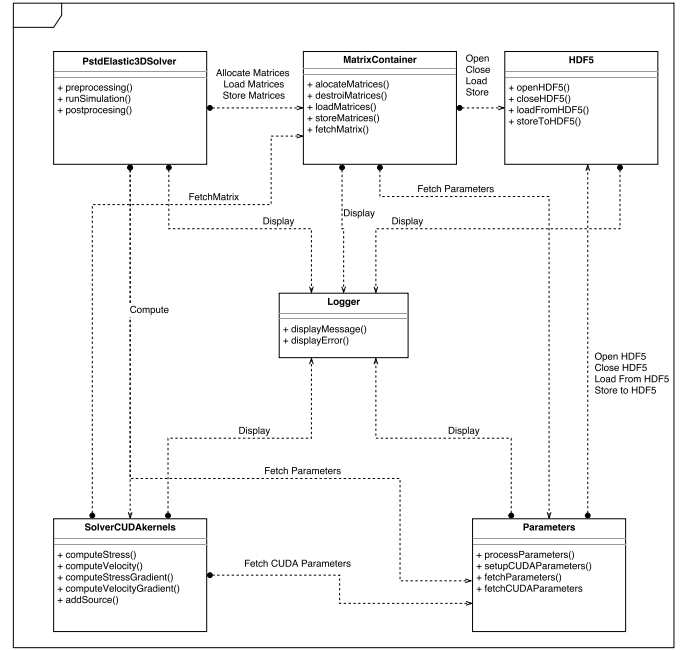 PstdElastic3DSolver
+ preprocessing()
+ runSimulation()
+ postprocesing()
Allocate Matrices
Load Matrices
Store Matrices
MatrixContainer
+ alocateMatrices()
+ destroiMatrices()
+ loadMatrices()
+ storeMatrices()
+ fetchMatrix()
Open
Close
Load
Store
HDF5
+ openHDF5()
+ closeHDF5()
+ loadFromHDF5()
+ storeToHDF5()
FetchMatrix
Fetch Parameters
Display
Display
Display
Logger
+ displayMessage()
+ displayError()
Compute
Open HDF5
Close HDF5
Load From HDF5
Store to HDF5
Display
Display
Fetch Parameters
SolverCUDAkernels
+ computeStress()
+ computeVelocity()
+ computeStressGradient()
+ computeVelocityGradient()
+ addSource()
Fetch CUDA Parameters
Parameters
+ processParameters()
+ setupCUDAParameters()
+ fetchParameters()
+ fetchCUDAParameters